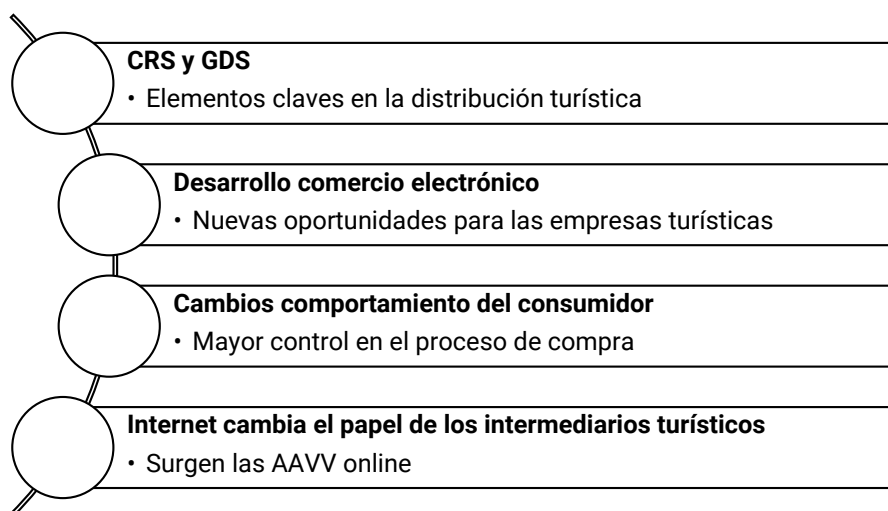 CRS y GDS
• Elementos claves en la distribución turística
Desarrollo comercio electrónico
• Nuevas oportunidades para las empresas turísticas
Cambios comportamiento del consumidor
• Mayor control en el proceso de compra
Internet cambia el papel de los intermediarios turísticos
• Surgen las AAVV online